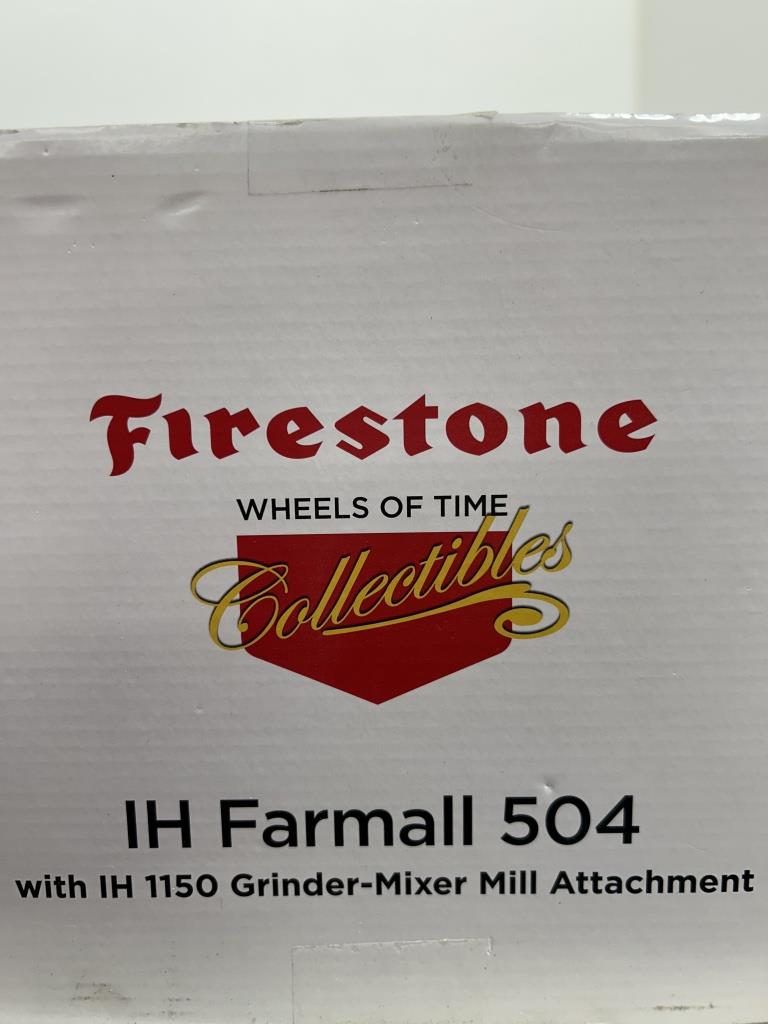 Firestone
WHEELS OF TIME
Collectibles
IH Farmall 504
with IH 1150 Grinder-Mixer Mill Attachment